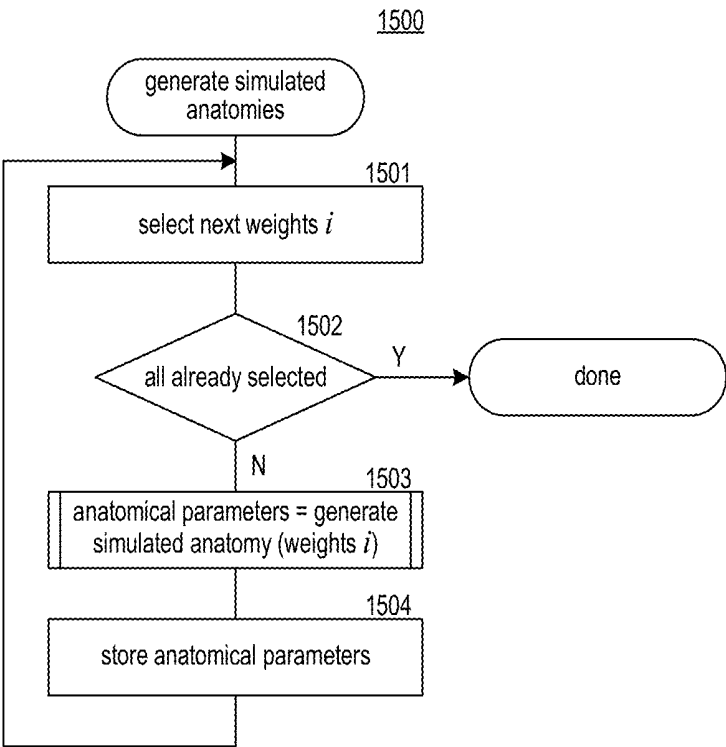 1500
generate simulated
anatomies
1501
select next weights i
1502
all already selected
Y
done
N
1503
anatomical parameters = generate
simulated anatomy (weights i)
1504
store anatomical parameters